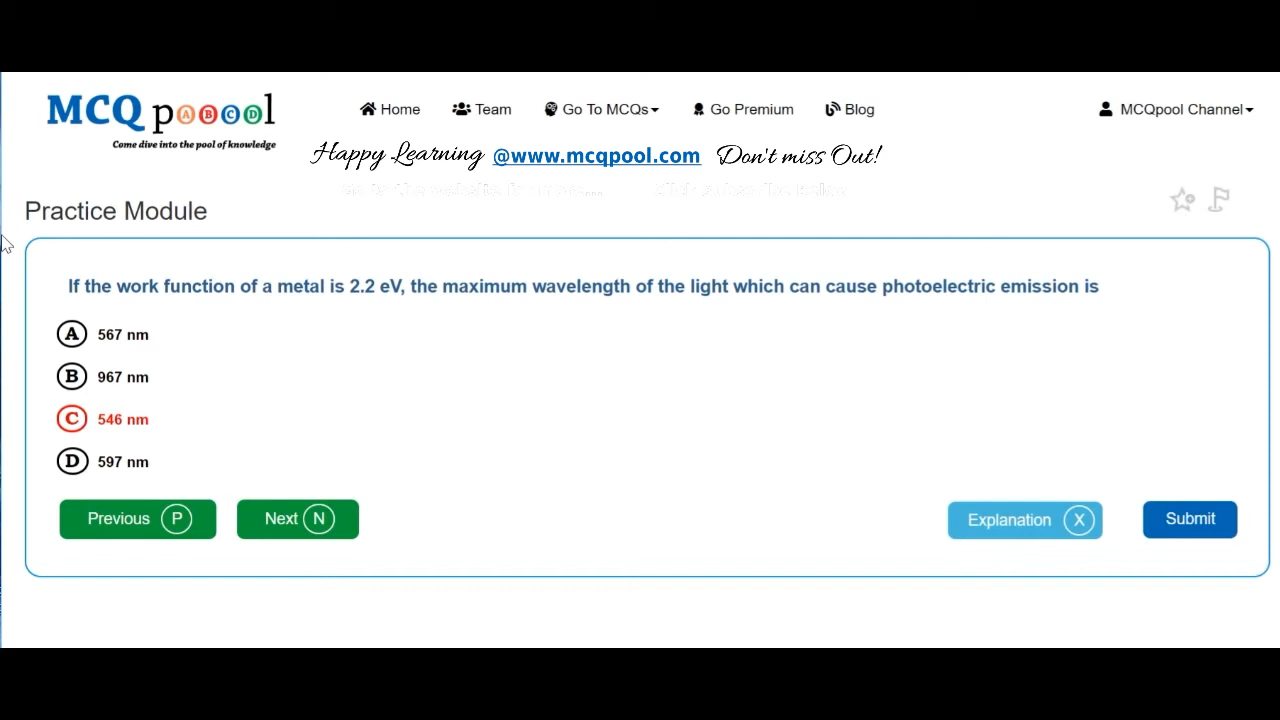 MCQ pABCDl
Come dive into the pool of knowledge
Home Team Go To MCQs Go Premium Blog MCQpool Channel
Happy Learning @www.mcqpool.com Don't miss Out!
Practice Module
If the work function of a metal is 2.2 eV, the maximum wavelength of the light which can cause photoelectric emission is
A 567 nm
B 967 nm
C 546 nm
D 597 nm
Previous P Next N Explanation X Submit